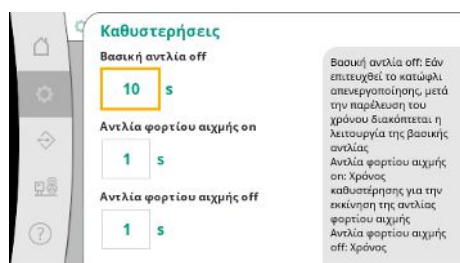 Καθυστερήσεις
Βασική αντλία off
10 s
Αντλία φορτίου αιχμής on
1 s
Αντλία φορτίου αιχμής off
1 s
Βασική αντλία off: Εάν
επιτευχθεί το κατώφλι
απενεργοποίησης, μετά
την παρέλευση του
χρόνου διακόπτεται η
λειτουργία της βασικής
αντλίας
Αντλία φορτίου αιχμής
on: Χρόνος
καθυστέρησης για την
εκκίνηση της αντλίας
φορτίου αιχμής
Αντλία φορτίου αιχμής
off: Χρόνος